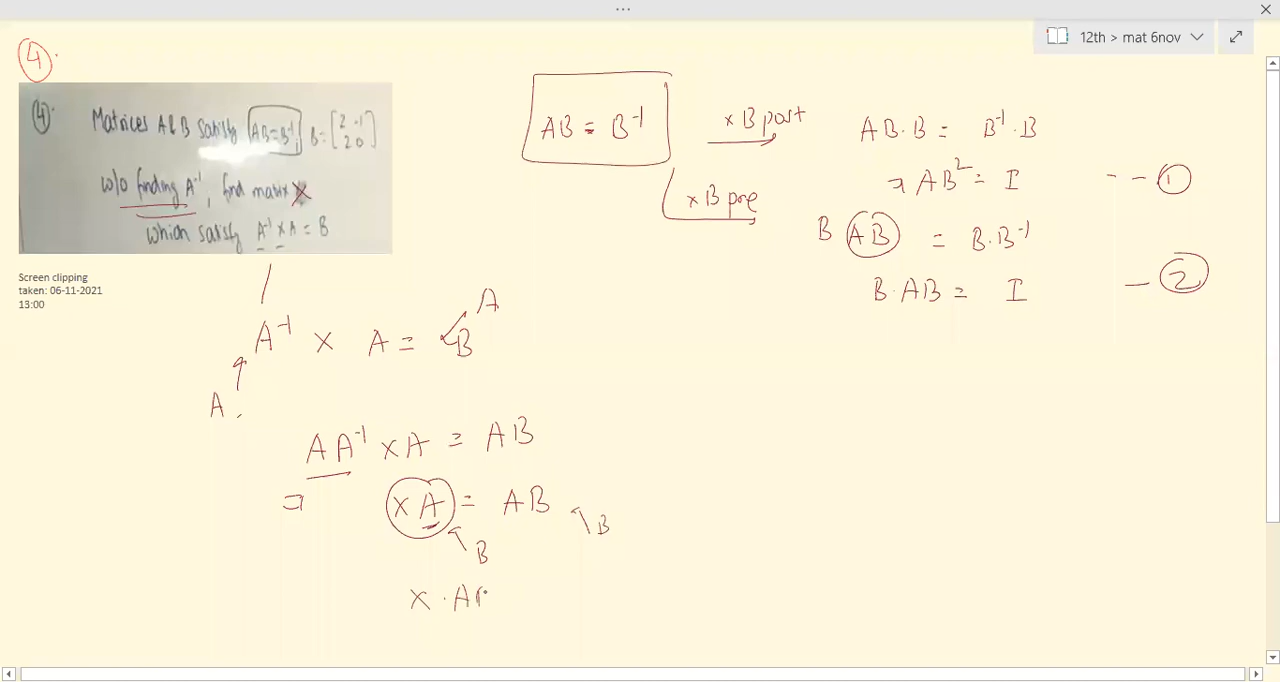 ...
12th > mat 6nov
4.
4. Matrices A & B satisfy AB = B⁻¹, B = [2 -1 2 0]
w/o finding A⁻¹, find matrix X
which satisfy A⁻¹ X A = B
Screen clipping
taken: 06-11-2021
13:00
AB = B⁻¹
×B post
×B pre
AB·B = B⁻¹·B
⇒ AB² = I --①
B AB = B·B⁻¹
B·AB = I —②
A⁻¹ X A = B
A
A.
AA⁻¹ X A = AB
⇒ XA = AB
B
B
X·A